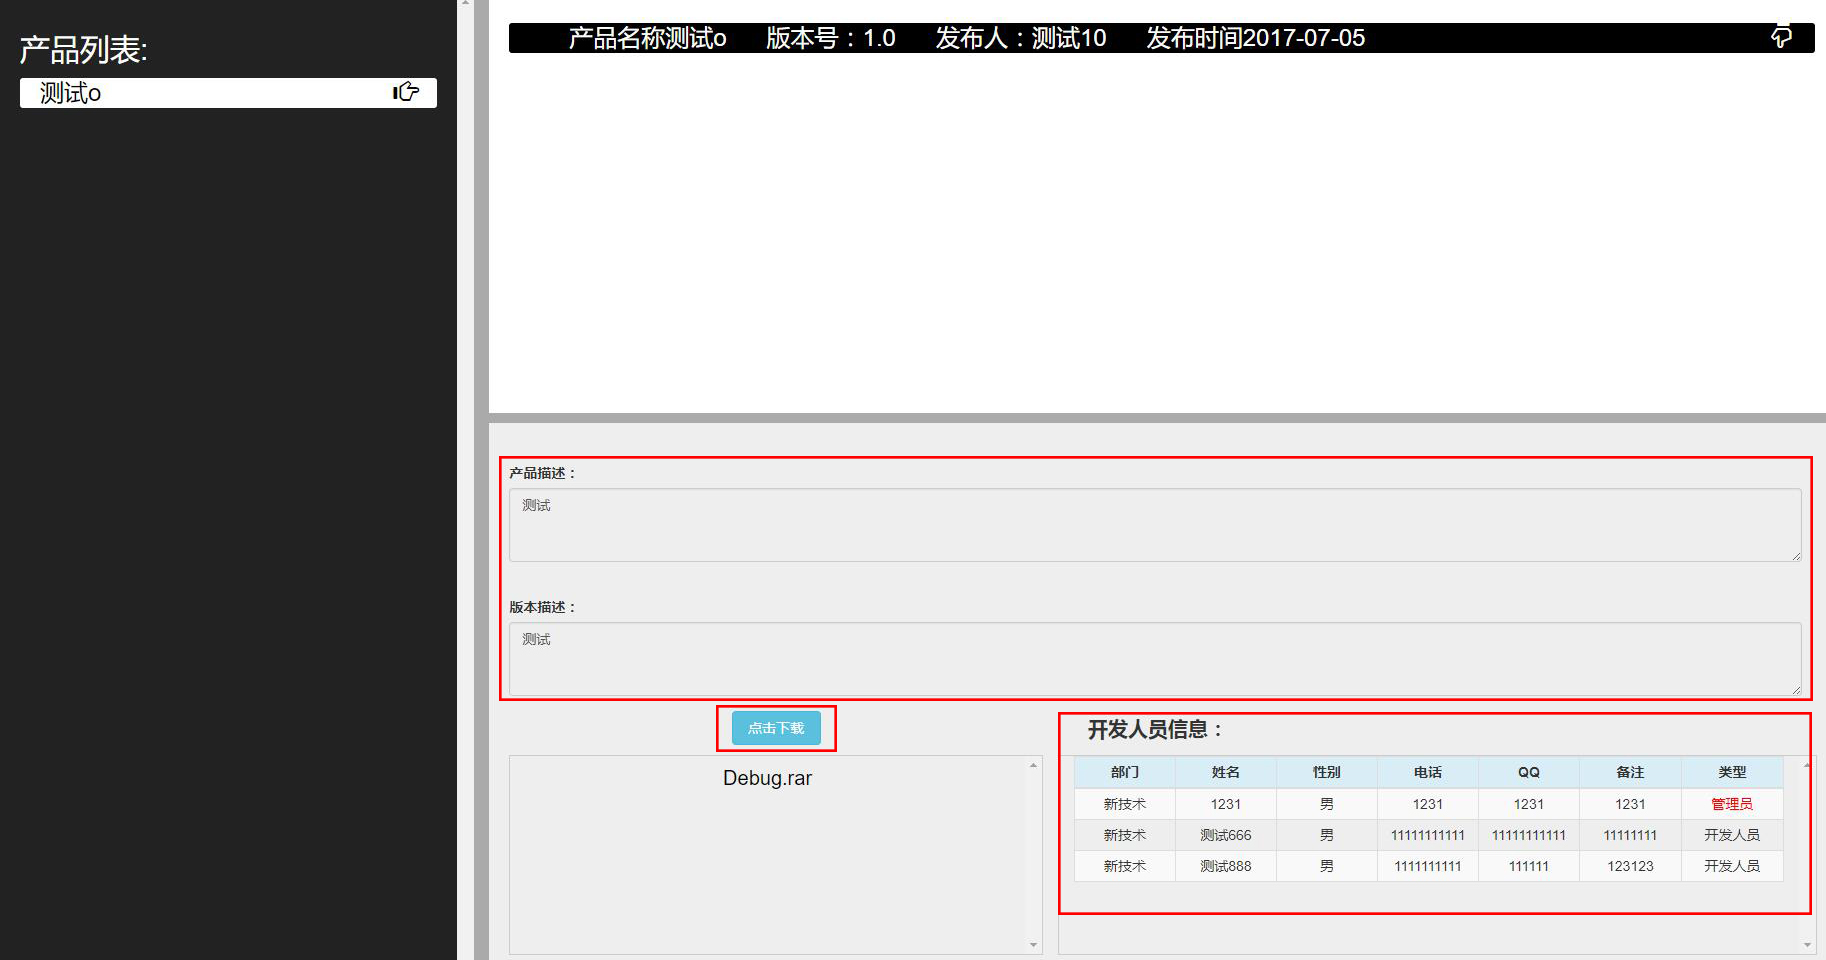 产品列表:
测试o
产品名称测试o 版本号：1.0 发布人：测试10 发布时间2017-07-05
产品描述：
测试
版本描述：
测试
点击下载
Debug.rar
开发人员信息：
部门 姓名 性别 电话 QQ 备注 类型
新技术 1231 男 1231 1231 1231 管理员
新技术 测试666 男 11111111111 11111111111 11111111 开发人员
新技术 测试888 男 1111111111 111111 123123 开发人员